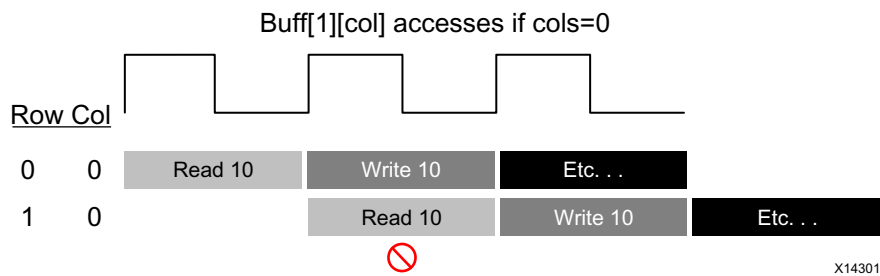 Buff[1][col] accesses if cols=0
Row Col
0 0 Read 10 Write 10 Etc. . .
1 0 Read 10 Write 10 Etc. . .
X14301